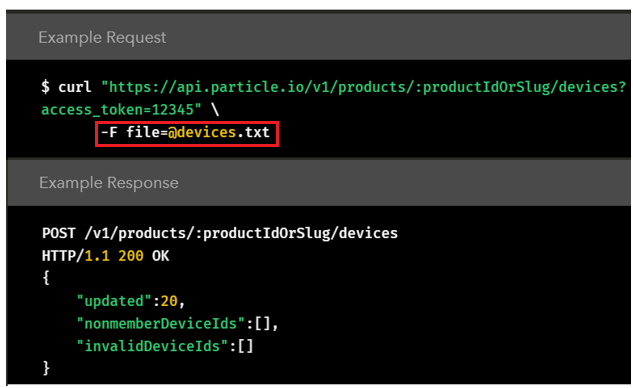 Example Request
$ curl "https://api.particle.io/v1/products/:productIdOrSlug/devices?
access_token=12345" \
-F file=@devices.txt
Example Response
POST /v1/products/:productIdOrSlug/devices
HTTP/1.1 200 OK
{
"updated":20,
"nonmemberDeviceIds":[],
"invalidDeviceIds":[]
}